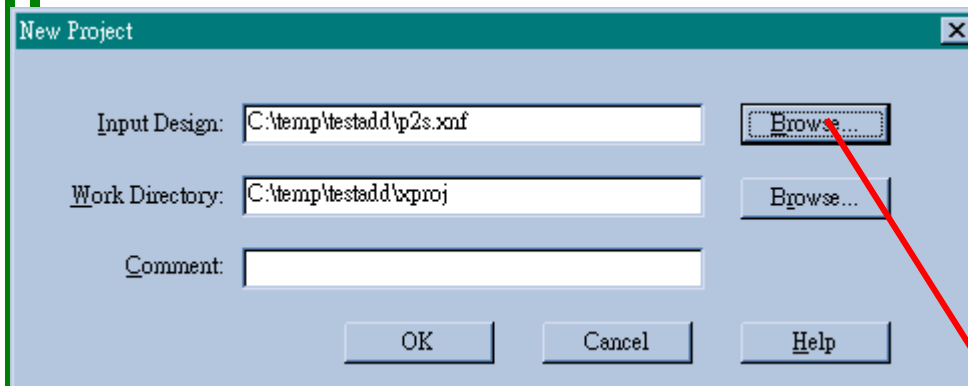 New Project
Input Design: C:\temp\testadd\p2s.xnf Browse...
Work Directory: C:\temp\testadd\xproj Browse...
Comment:
OK Cancel Help